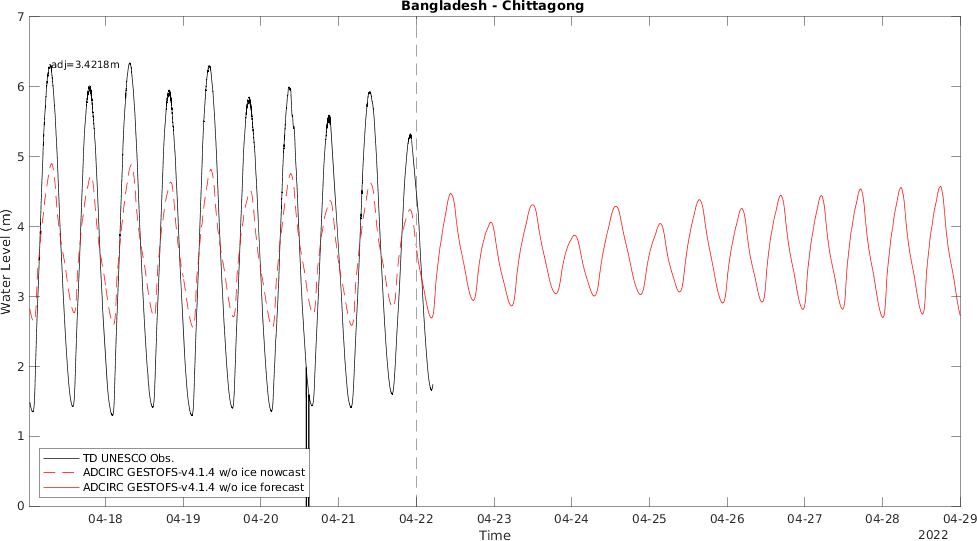 Bangladesh - Chittagong
7
6
5
4
3
2
1
0
Water Level (m)
adj=3.4218m
TD UNESCO Obs.
ADCIRC GESTOFS-v4.1.4 w/o ice nowcast
ADCIRC GESTOFS-v4.1.4 w/o ice forecast
04-18 04-19 04-20 04-21 04-22 04-23 04-24 04-25 04-26 04-27 04-28 04-29
Time
2022